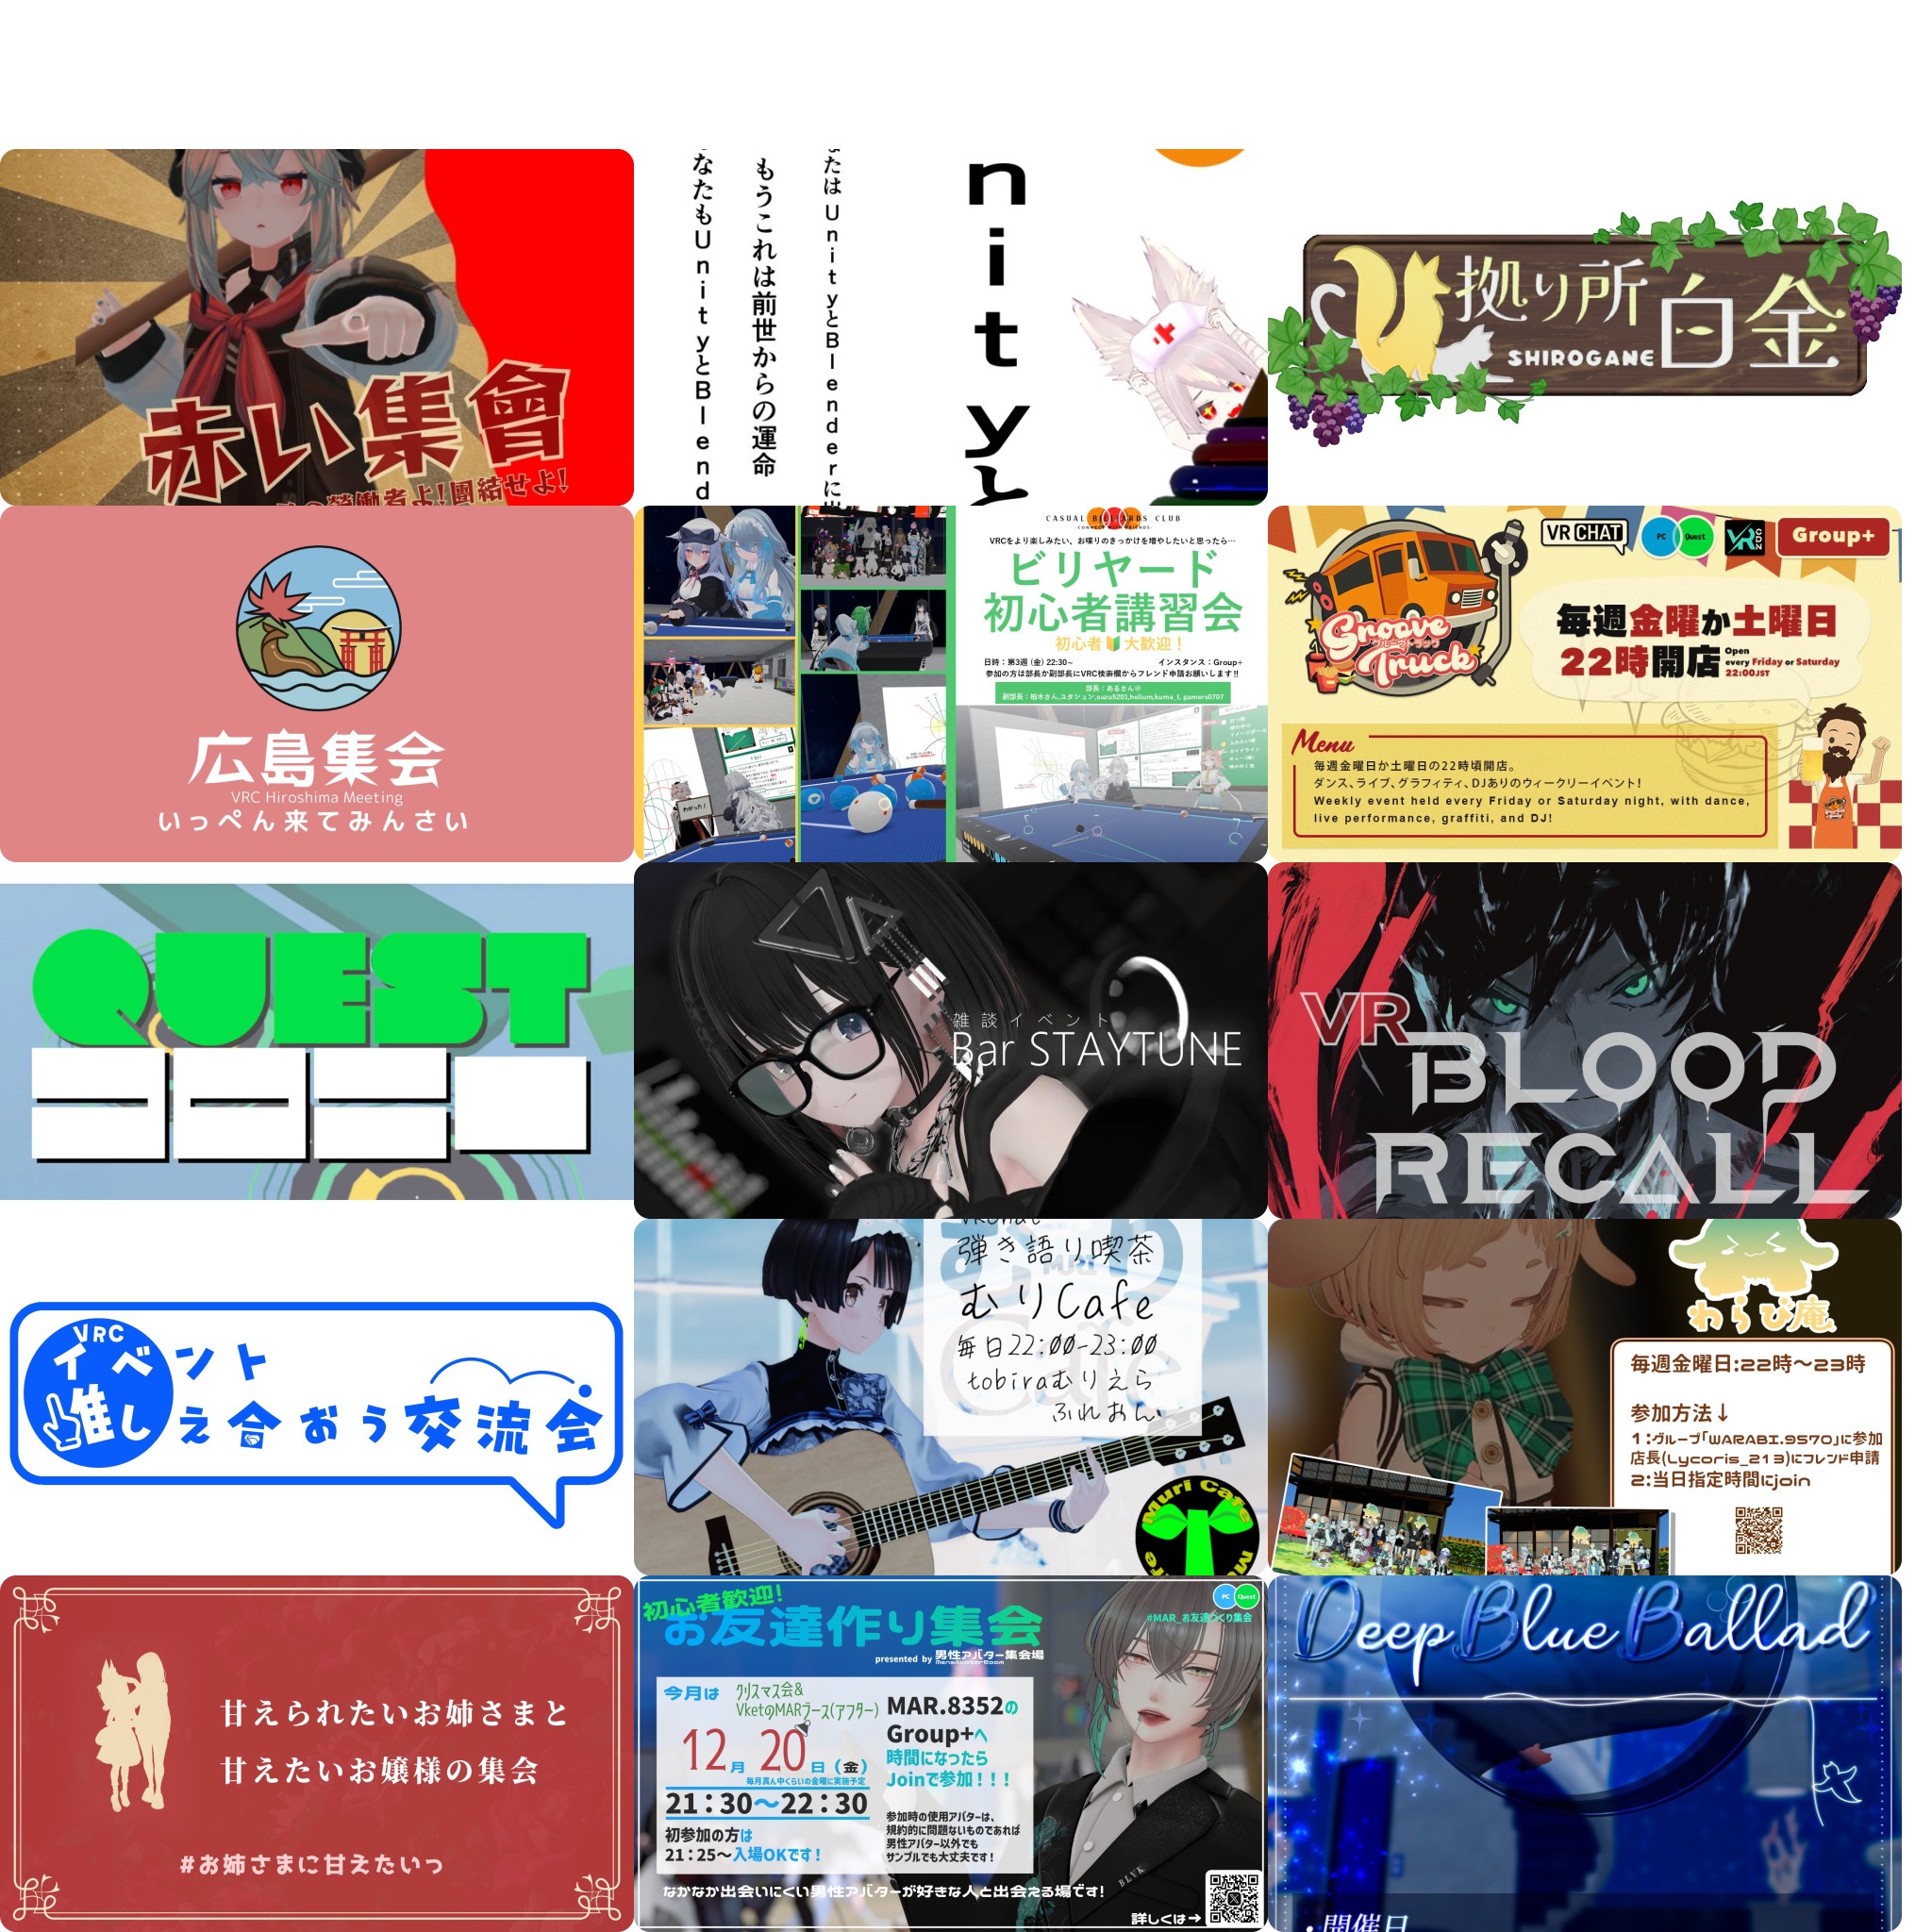 赤い集會
の勞働者よ!團結せよ!
なたもUnityとBlend
もうこれは前世からの運命
たは UnityとBlenderに
nityと
拠り所 白金
SHIROGANE
広島集会
VRC Hiroshima Meeting
いっぺん来てみんさい
CASUAL BILLIARDS CLUB
-CONNECT WITH FRIENDS-
VRCをより楽しみたい、お喋りのきっかけを増やしたいと思ったら…
ビリヤード
初心者講習会
初心者🔰大歓迎！
日時：第3週 (金) 22:30~ インスタンス：Group+
参加の方は部長か副部長にVRC検索欄からフレンド申請お願いします!!
部長：あるさん@
副部長：柏木さん,ユタシュン,suzu5201,helium,kuma_t, gamers0707
わかった！
Groove
グルーヴトラック
Truck
VRCHAT
PC Quest
Group+
毎週金曜か土曜日
22時開店
Open
every Friday or Saturday
22:00JST
Menu
毎週金曜日か土曜日の22時頃開店。
ダンス、ライブ、グラフィティ、DJありのウィークリーイベント!
Weekly event held every Friday or Saturday night, with dance,
live performance, graffiti, and DJ!
QUEST
コロニー
雑談イベント
Bar STAYTUNE
VR
BLOOD
RECALL
VRC
イベント
推しえ合おう交流会
VRChat
弾き語り喫茶
むりCafe
毎日22:00-23:00
tobiraむりえら
ふれおん
Muri Cafe
わらび庵
毎週金曜日:22時～23時
参加方法↓
1:グループ「WARABI.9570」に参加
店長(Lycoris_213)にフレンド申請
2:当日指定時間にjoin
甘えられたいお姉さまと
甘えたいお嬢様の集会
#お姉さまに甘えたいっ
初心者歓迎!
お友達作り集会
presented by 男性アバター集会場
MensAvatarRoom
PC Quest
#MAR_お友達づくり集会
今月は
クリスマス会&
VketのMARブース(アフター)
12月20日（金）
毎月真ん中くらいの金曜に実施予定
21：30～22：30
初参加の方は
21：25～入場OKです！
MAR.8352の
Group+へ
時間になったら
Joinで参加！！！
参加時の使用アバターは、
規約的に問題ないものであれば
男性アバター以外でも
サンプルでも大丈夫です！
BLVK
なかなか出会いにくい男性アバターが好きな人と出会える場です!
詳しくは→
Deep Blue Ballad
・開催日